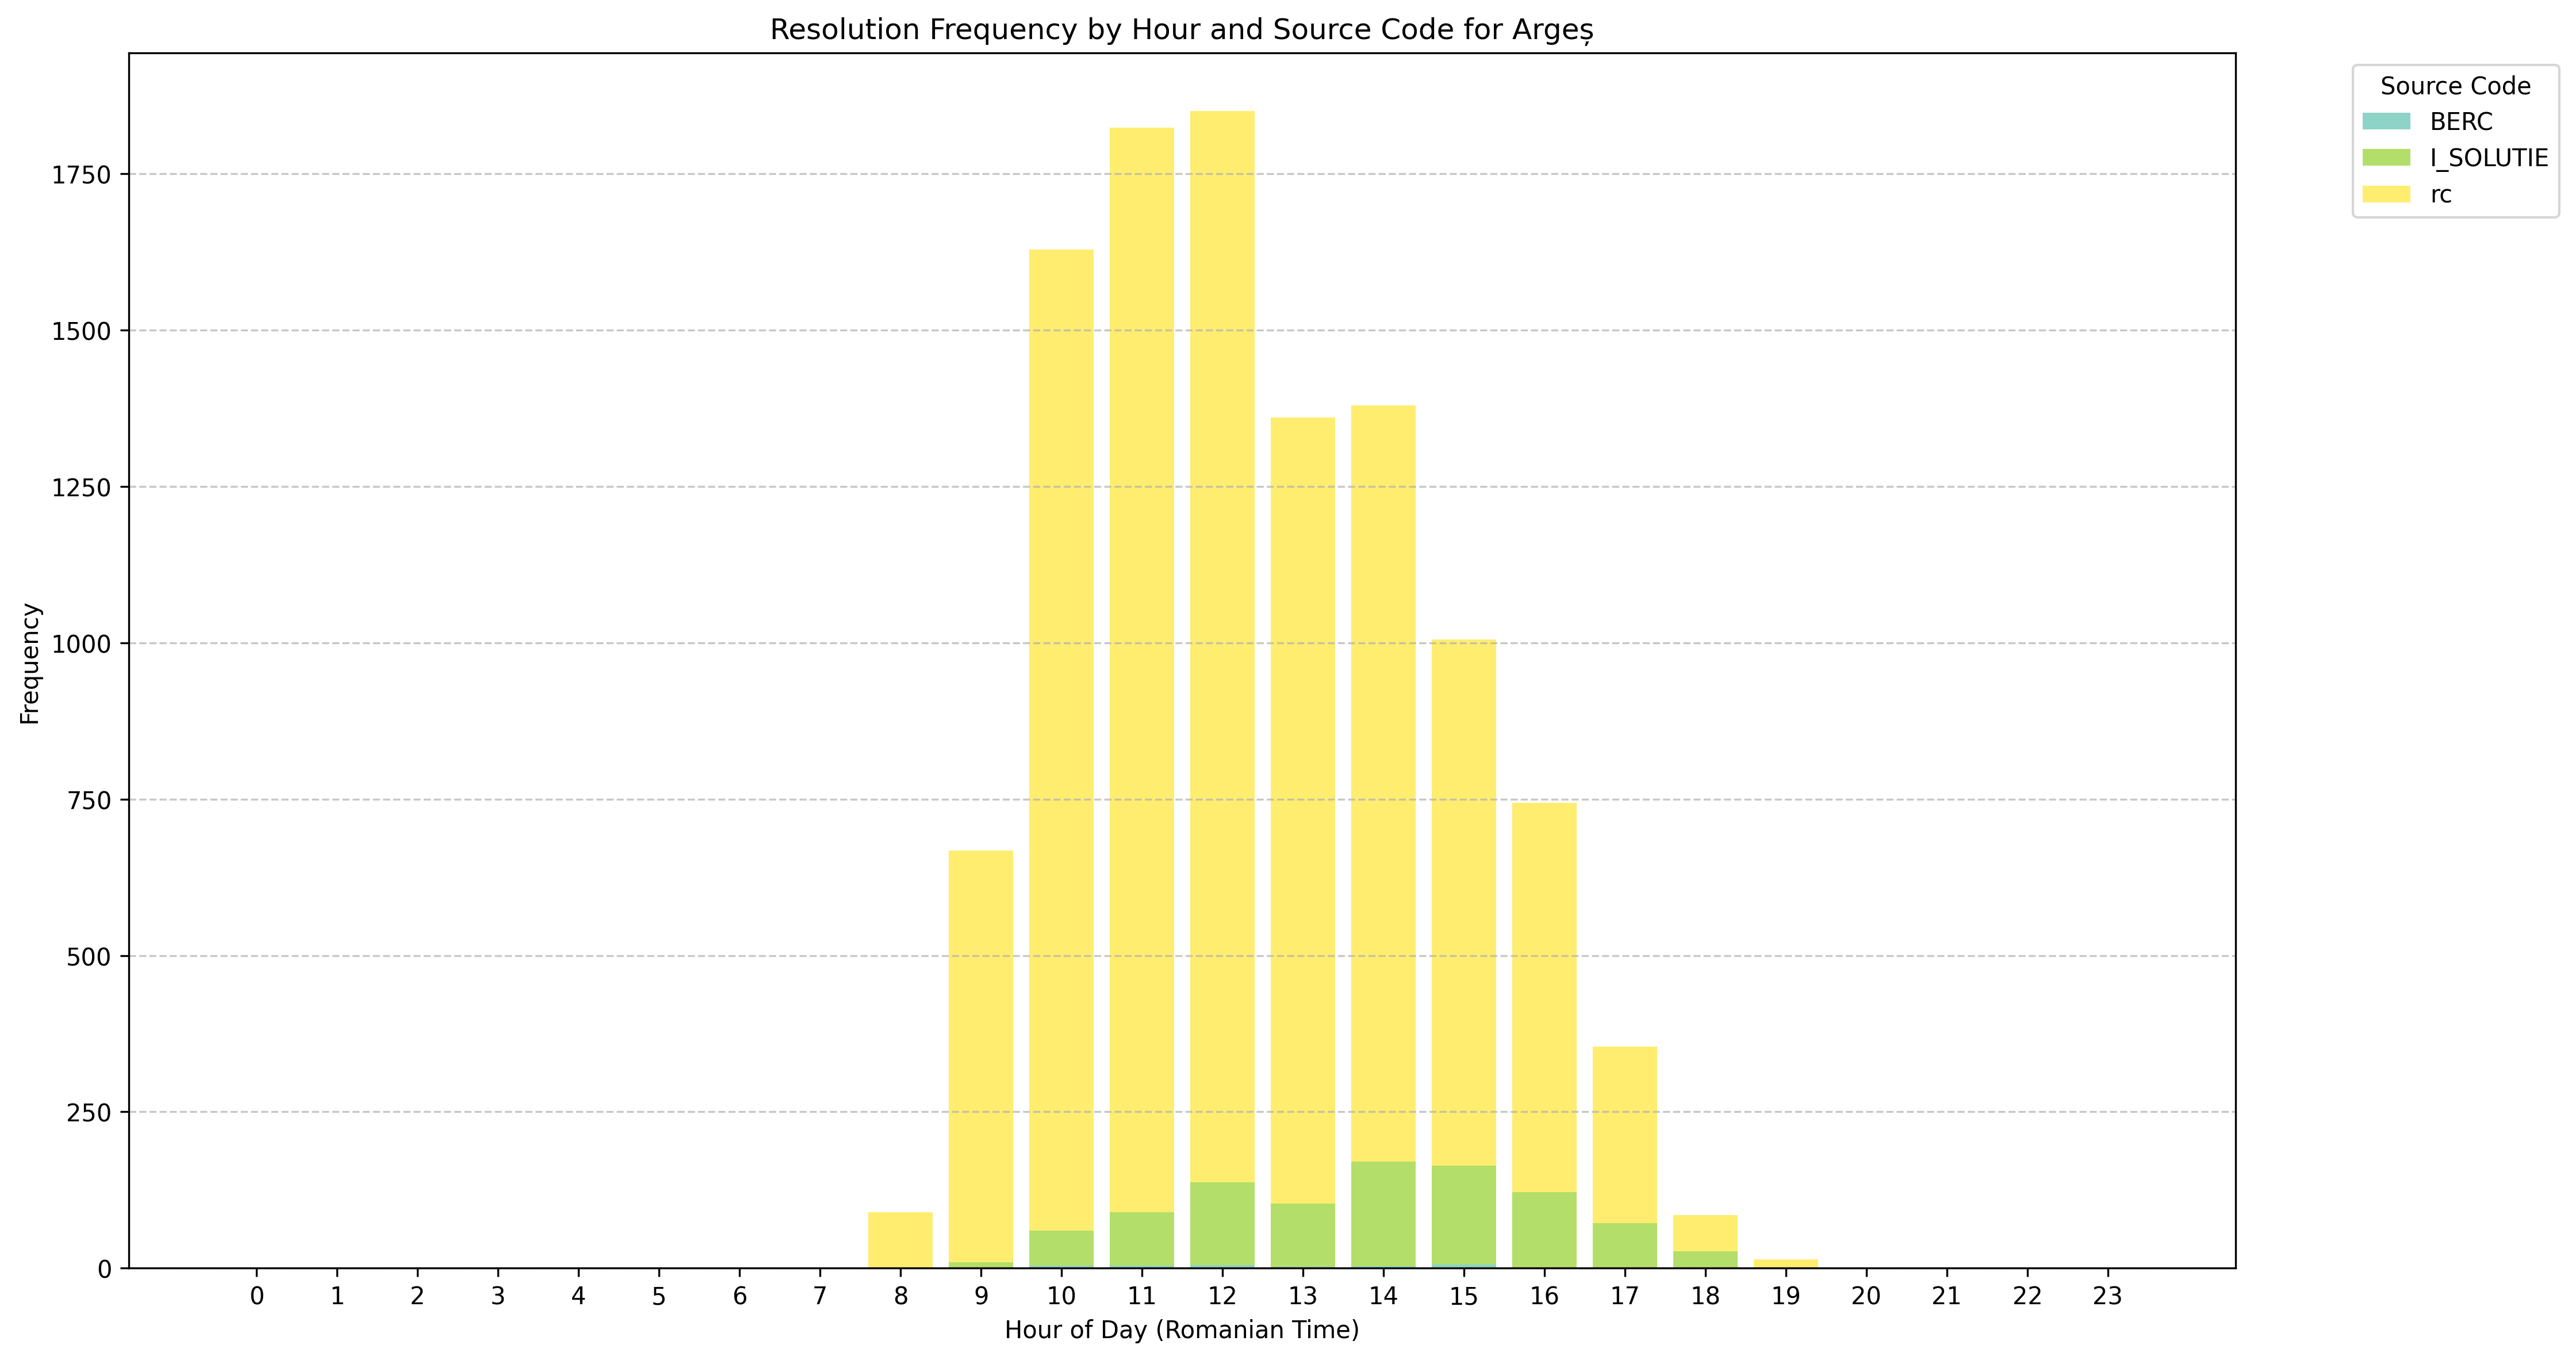 Resolution Frequency by Hour and Source Code for Argeș
Source Code
BERC
I_SOLUTIE
rc
Frequency
1750
1500
1250
1000
750
500
250
0
0 1 2 3 4 5 6 7 8 9 10 11 12 13 14 15 16 17 18 19 20 21 22 23
Hour of Day (Romanian Time)